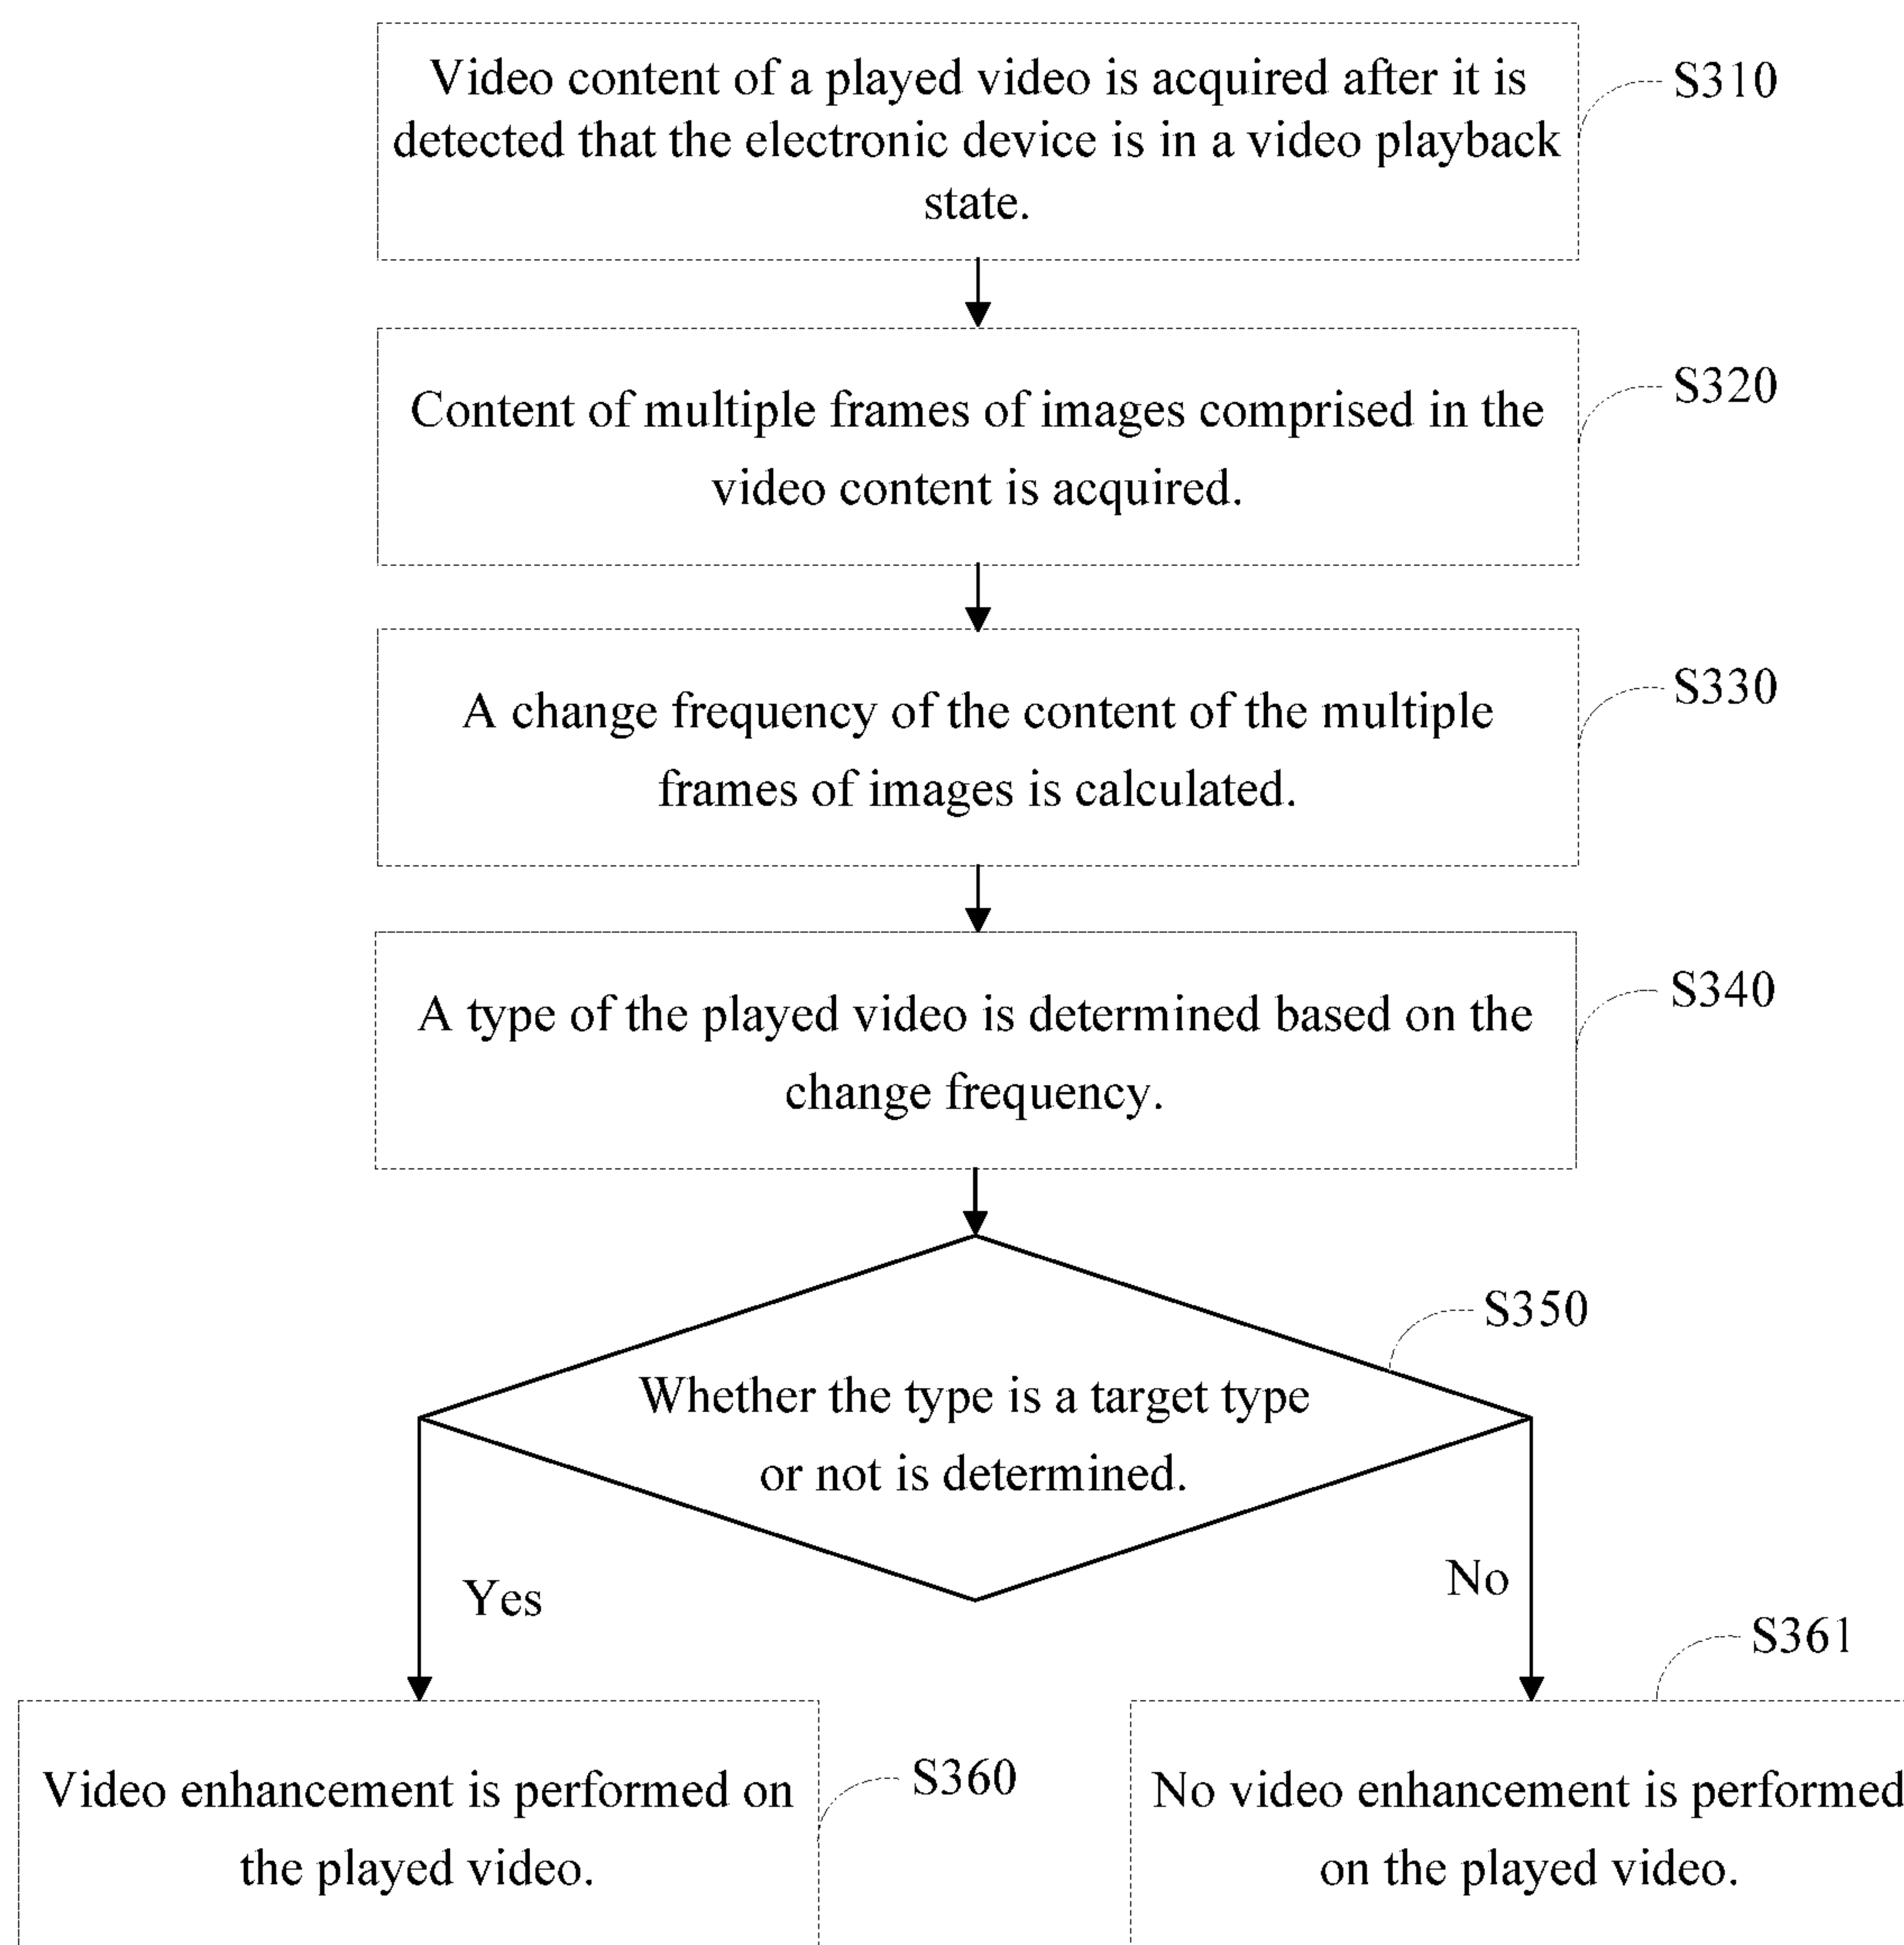 Video content of a played video is acquired after it is
detected that the electronic device is in a video playback
state.
S310
Content of multiple frames of images comprised in the
video content is acquired.
S320
A change frequency of the content of the multiple
frames of images is calculated.
S330
A type of the played video is determined based on the
change frequency.
S340
Whether the type is a target type
or not is determined.
S350
Yes
No
Video enhancement is performed on
the played video.
S360
No video enhancement is performed
on the played video.
S361